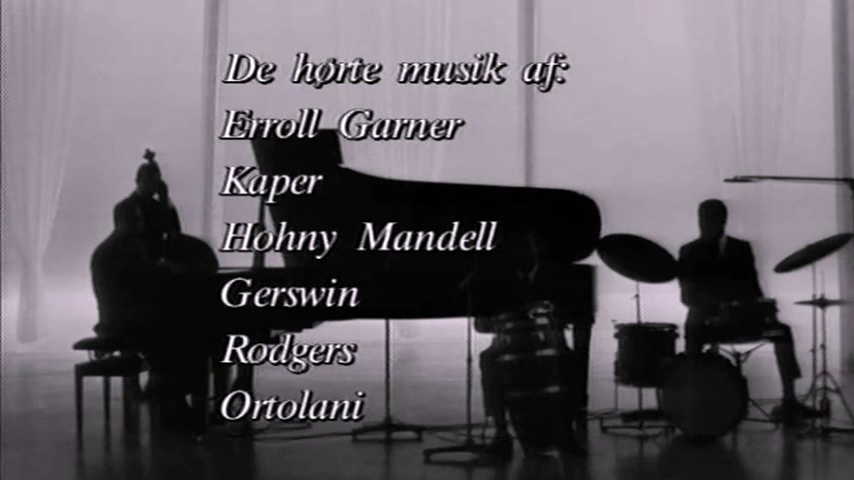 De hørte musik af:
Erroll Garner
Kaper
Hohny Mandell
Gerswin
Rodgers
Ortolani